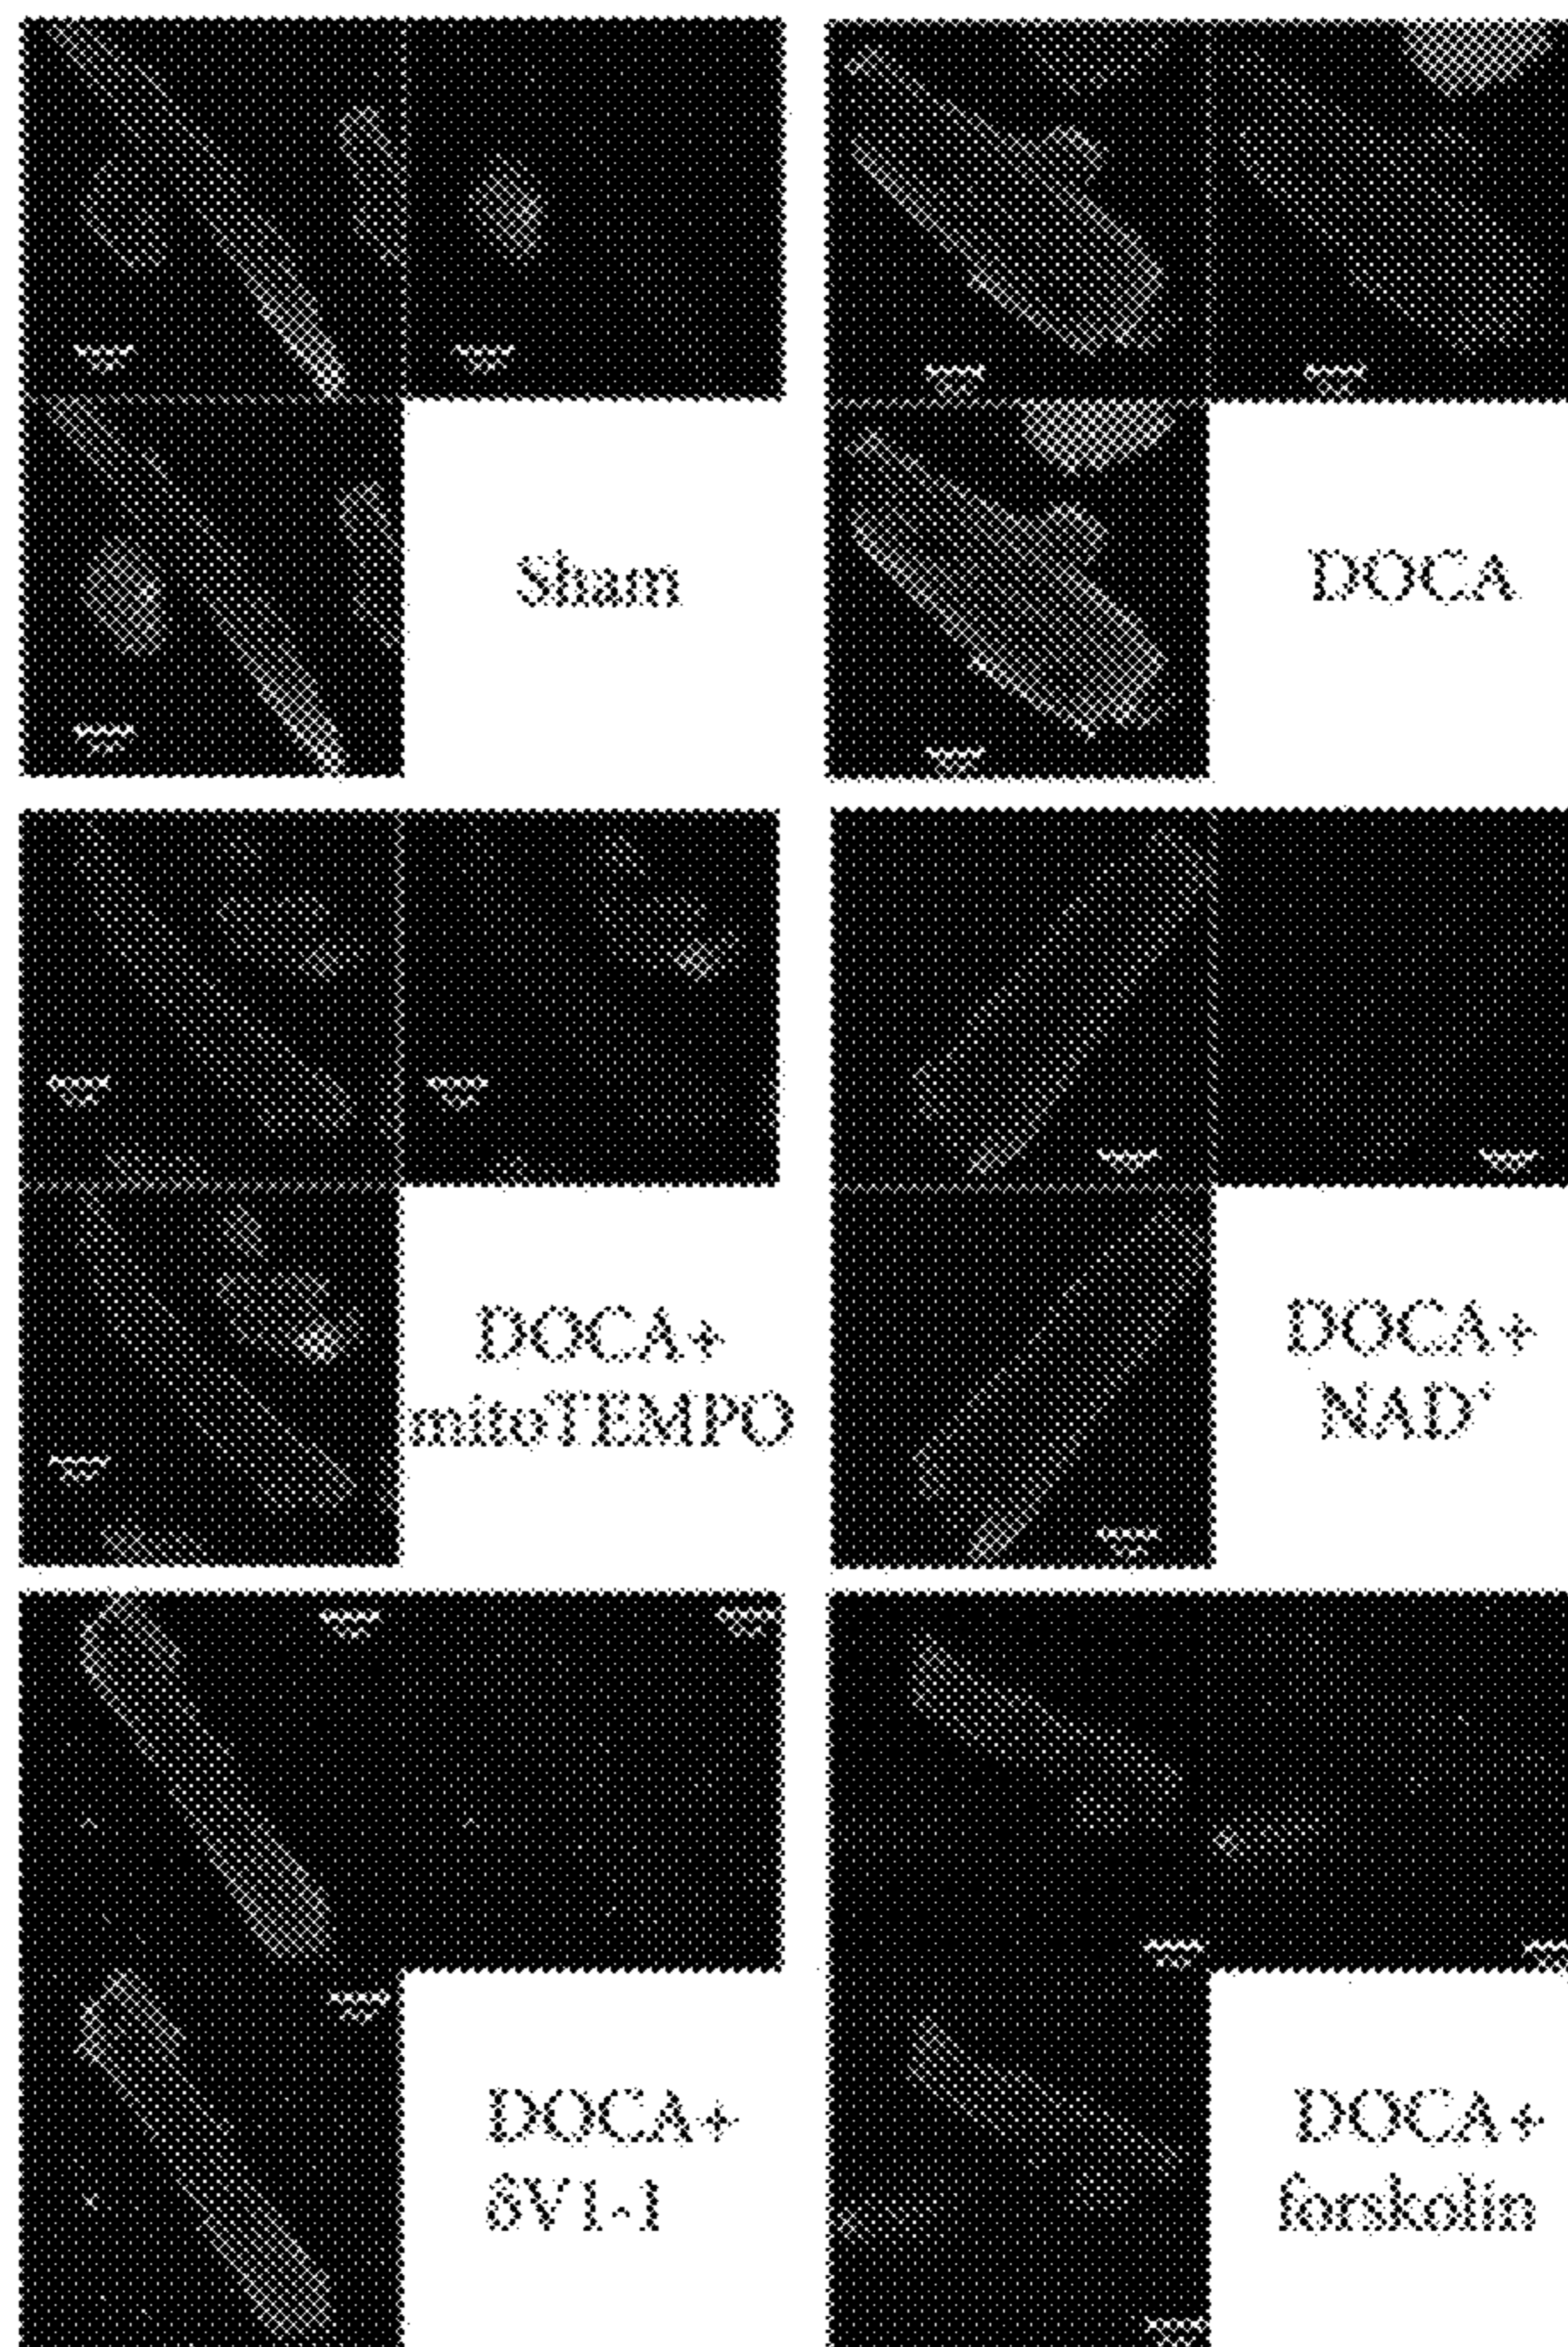 Sham
DOCA
DOCA+
mitoTEMPO
DOCA+
NAD⁺
DOCA+
δV1-1
DOCA+
forskolin